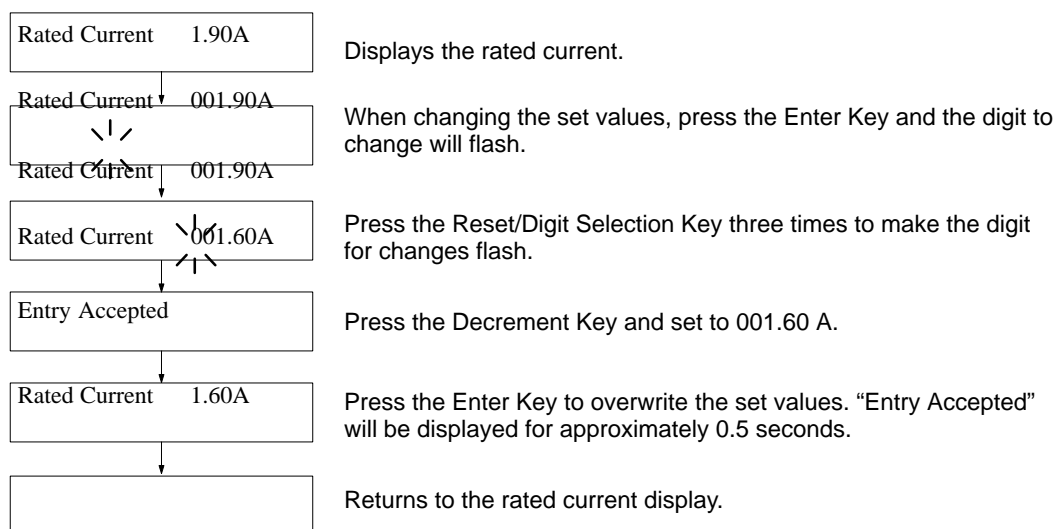 Rated Current 1.90A
Displays the rated current.
Rated Current 001.90A
When changing the set values, press the Enter Key and the digit to
change will flash.
Rated Current 001.90A
Rated Current 001.60A
Press the Reset/Digit Selection Key three times to make the digit
for changes flash.
Entry Accepted
Press the Decrement Key and set to 001.60 A.
Rated Current 1.60A
Press the Enter Key to overwrite the set values. “Entry Accepted”
will be displayed for approximately 0.5 seconds.
Returns to the rated current display.